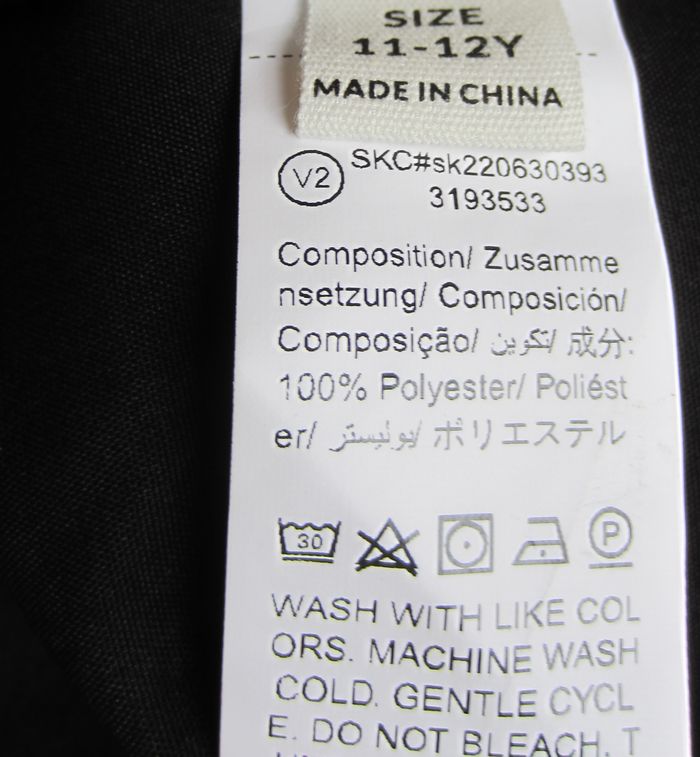 SIZE
11-12Y
MADE IN CHINA
V2
SKC#sk220630393
3193533
Composition/ Zusamme
nsetzung/ Composición/
Composição/ تكوين/ 成分:
100% Polyester/ Poliést
er/ بوليستر/ ポリエステル
30 P
WASH WITH LIKE COL
ORS. MACHINE WASH
COLD. GENTLE CYCL
E. DO NOT BLEACH. T